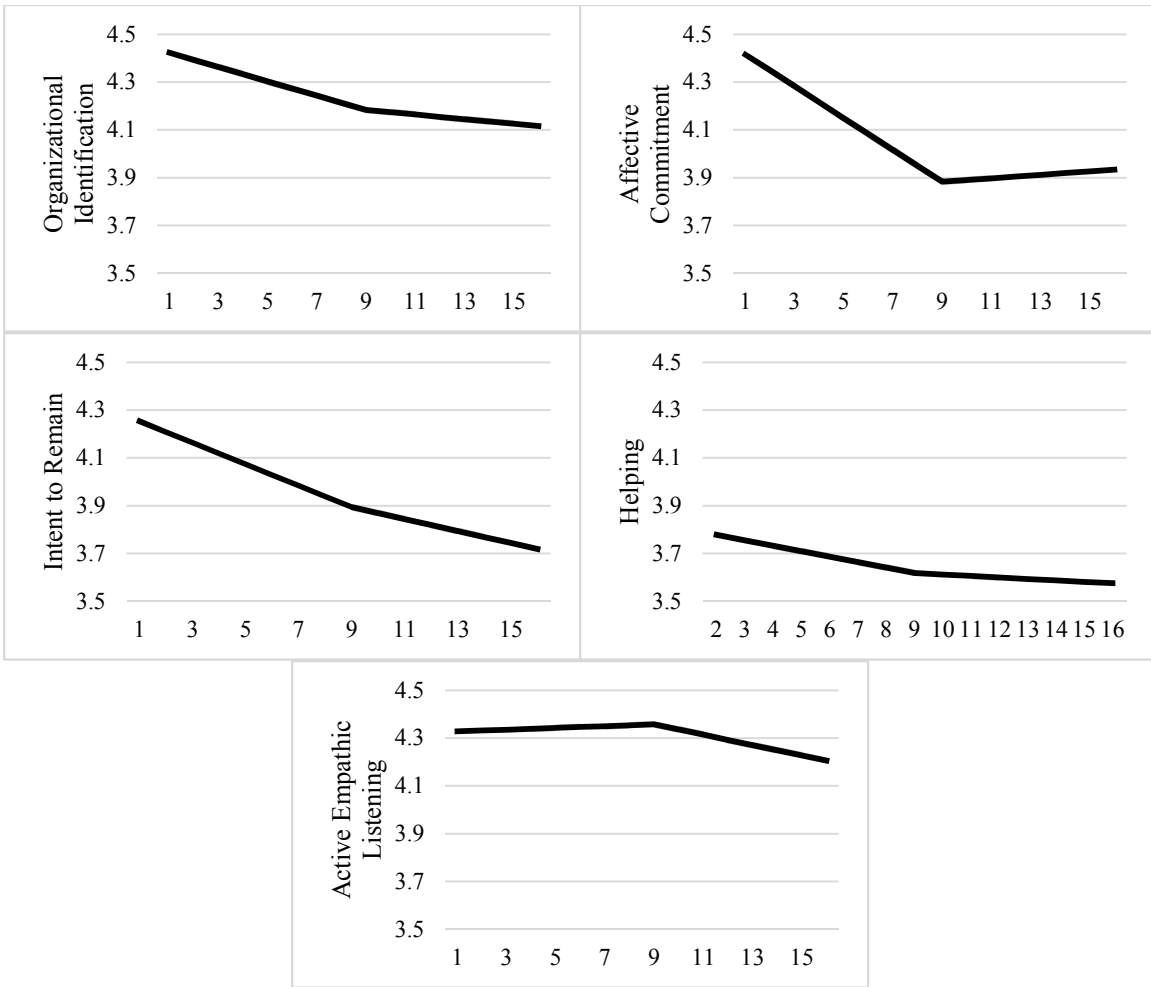 Organizational
Identification
4.5
4.3
4.1
3.9
3.7
3.5
1 3 5 7 9 11 13 15
Affective
Commitment
4.5
4.3
4.1
3.9
3.7
3.5
1 3 5 7 9 11 13 15
Intent to Remain
4.5
4.3
4.1
3.9
3.7
3.5
1 3 5 7 9 11 13 15
Helping
4.5
4.3
4.1
3.9
3.7
3.5
2 3 4 5 6 7 8 9 10 11 12 13 14 15 16
Active Empathic
Listening
4.5
4.3
4.1
3.9
3.7
3.5
1 3 5 7 9 11 13 15